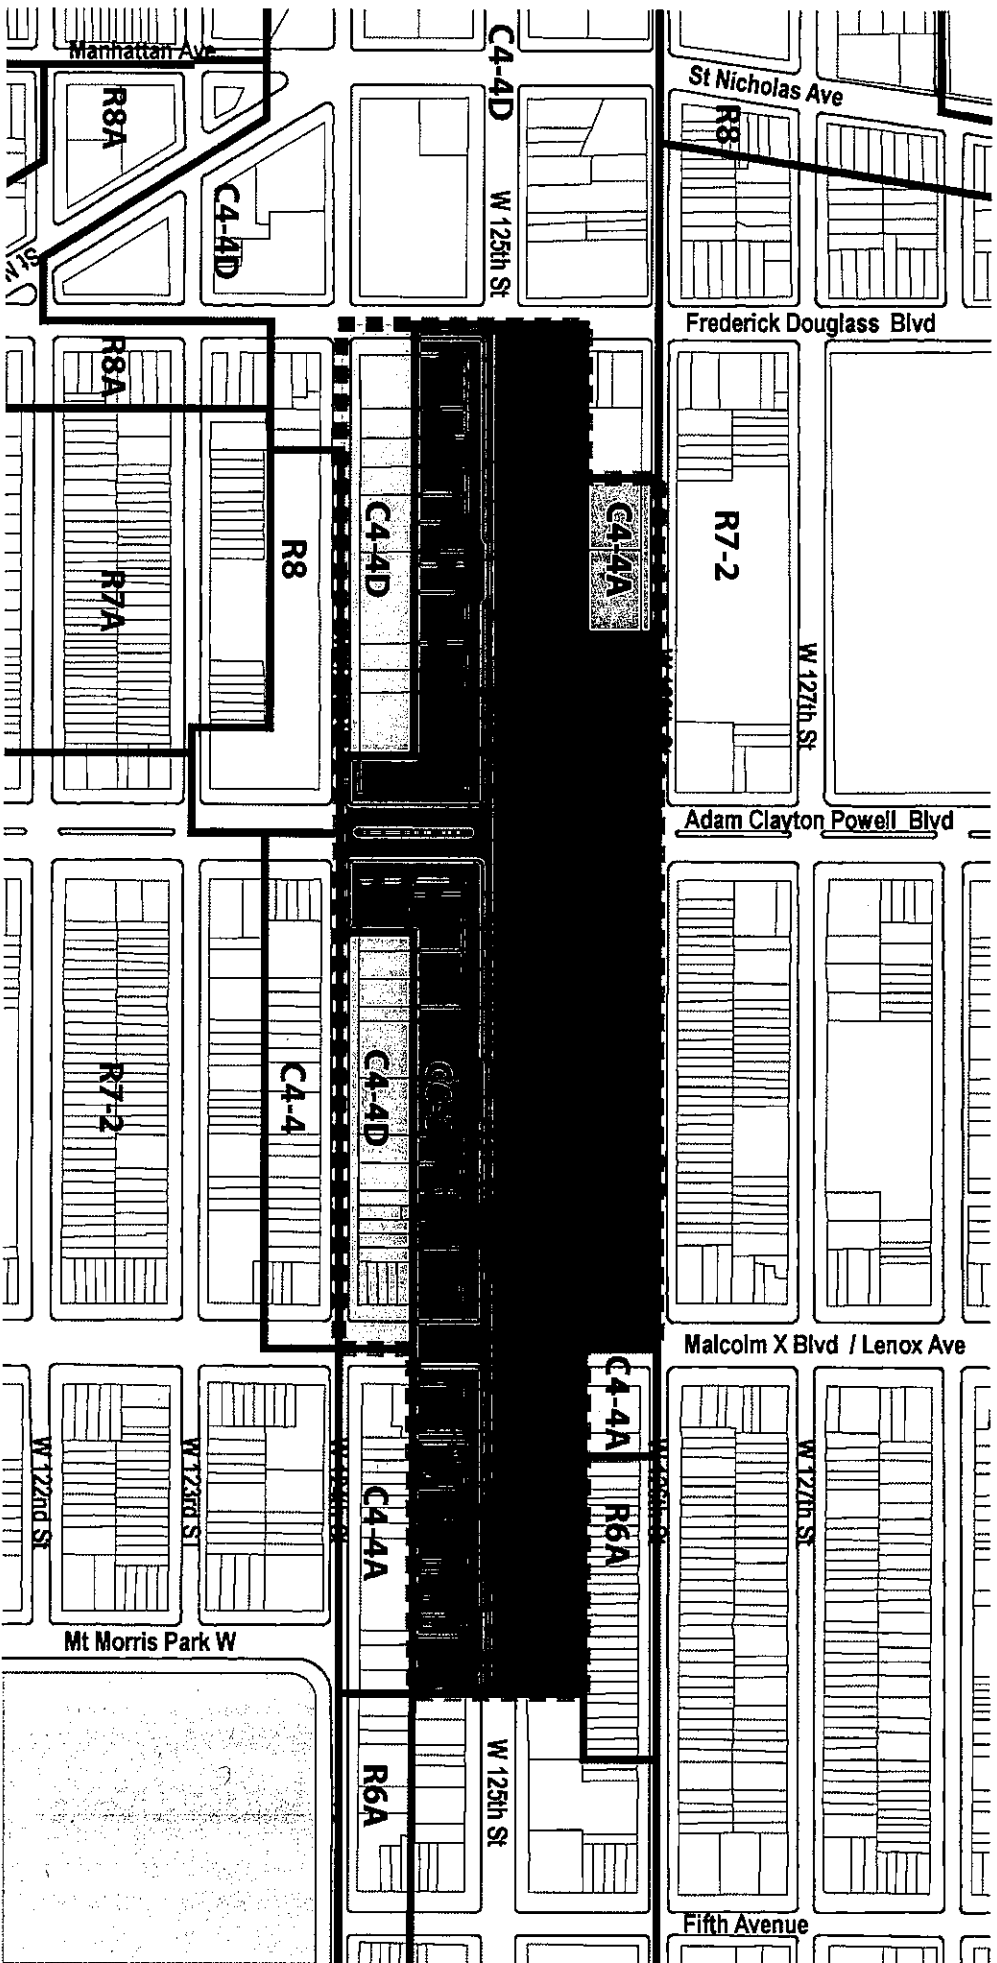 Manhattan Ave
C4-4D
St Nicholas Ave
R8A
R8
C4-4D
W 125th St
Frederick Douglass Blvd
R8A
C4-4D
C4-4A
R7-2
R8
R7A
W 127th St
Adam Clayton Powell Blvd
C4-4D
C4-4
R7-2
Malcolm X Blvd / Lenox Ave
C4-4A
W 122nd St
W 123rd St
W 127th St
C4-4A
R6A
Mt Morris Park W
W 125th St
R6A
Fifth Avenue